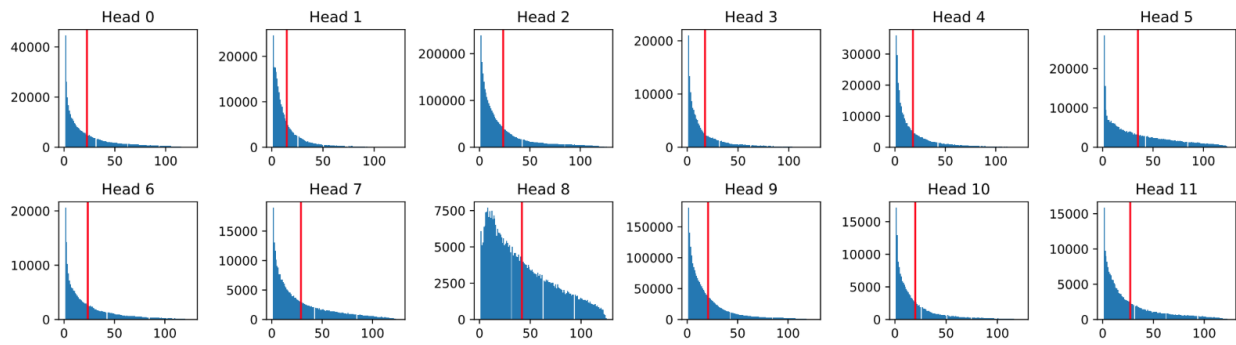 Head 0 Head 1 Head 2 Head 3 Head 4 Head 5
40000 20000 200000 20000 30000 20000
20000 10000 100000 10000 20000 10000
10000
0 0 0 0 0 0
0 50 100 0 50 100 0 50 100 0 50 100 0 50 100 0 50 100
Head 6 Head 7 Head 8 Head 9 Head 10 Head 11
20000 15000 7500 150000 15000 15000
10000 10000 5000 100000 10000 10000
5000 2500 50000 5000 5000
0 0 0 0 0 0
0 50 100 0 50 100 0 50 100 0 50 100 0 50 100 0 50 100